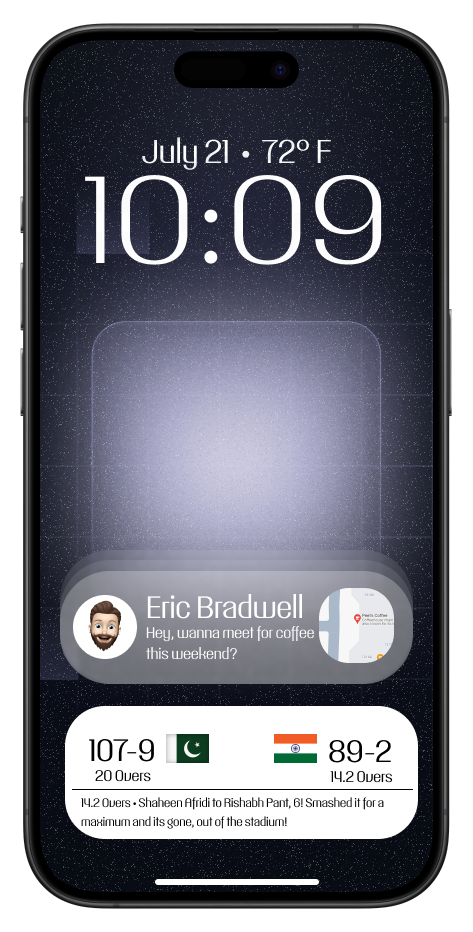 July 21 • 72° F
10:09
Eric Bradwell
Hey, wanna meet for coffee
this weekend?
Peet's Coffee
107-9
89-2
20 Overs
14.2 Overs
14.2 Overs • Shaheen Afridi to Rishabh Pant, 6! Smashed it for a
maximum and its gone, out of the stadium!